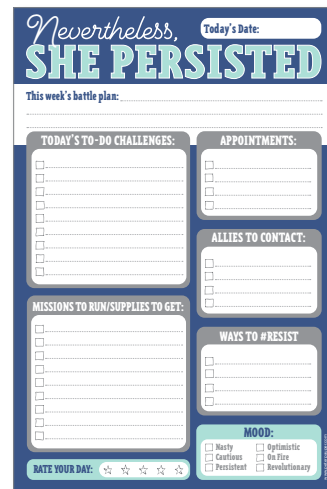 Nevertheless,
SHE PERSISTED
Today's Date:
This week's battle plan:
TODAY'S TO-DO CHALLENGES:
APPOINTMENTS:
ALLIES TO CONTACT:
MISSIONS TO RUN/SUPPLIES TO GET:
WAYS TO #RESIST
MOOD:
Nasty
Optimistic
Cautious
On Fire
Persistent
Revolutionary
RATE YOUR DAY: